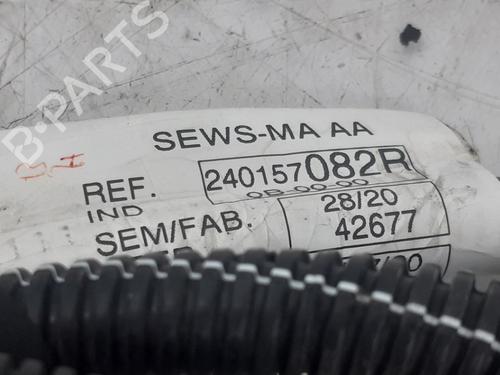 B-PARTS
SEWS-MA AA
REF. 240157082R
IND 0B-00-00
SEM/FAB. 28/20
42677